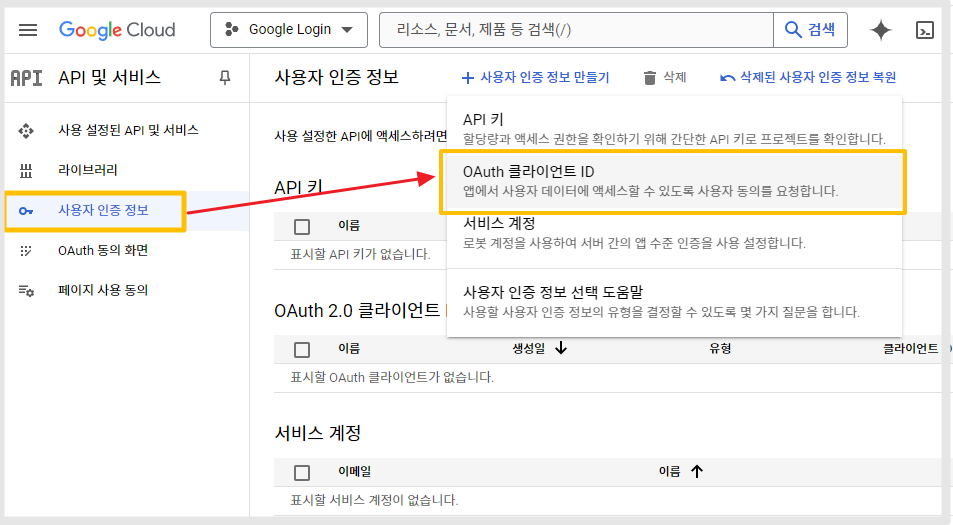 Google Cloud
Google Login
리소스, 문서, 제품 등 검색(/)
검색
API
API 및 서비스
사용 설정된 API 및 서비스
라이브러리
사용자 인증 정보
OAuth 동의 화면
페이지 사용 동의
사용자 인증 정보
사용자 인증 정보 만들기
삭제
삭제된 사용자 인증 정보 복원
사용 설정한 API에 액세스하려면
API 키
할당량과 액세스 권한을 확인하기 위해 간단한 API 키로 프로젝트를 확인합니다.
OAuth 클라이언트 ID
앱에서 사용자 데이터에 액세스할 수 있도록 사용자 동의를 요청합니다.
서비스 계정
로봇 계정을 사용하여 서버 간의 앱 수준 인증을 사용 설정합니다.
사용자 인증 정보 선택 도움말
사용할 사용자 인증 정보의 유형을 결정할 수 있도록 몇 가지 질문을 합니다.
API 키
이름
표시할 API 키가 없습니다.
OAuth 2.0 클라이언트
이름 생성일 유형 클라이언트
표시할 OAuth 클라이언트가 없습니다.
서비스 계정
이메일 이름
표시할 서비스 계정이 없습니다.